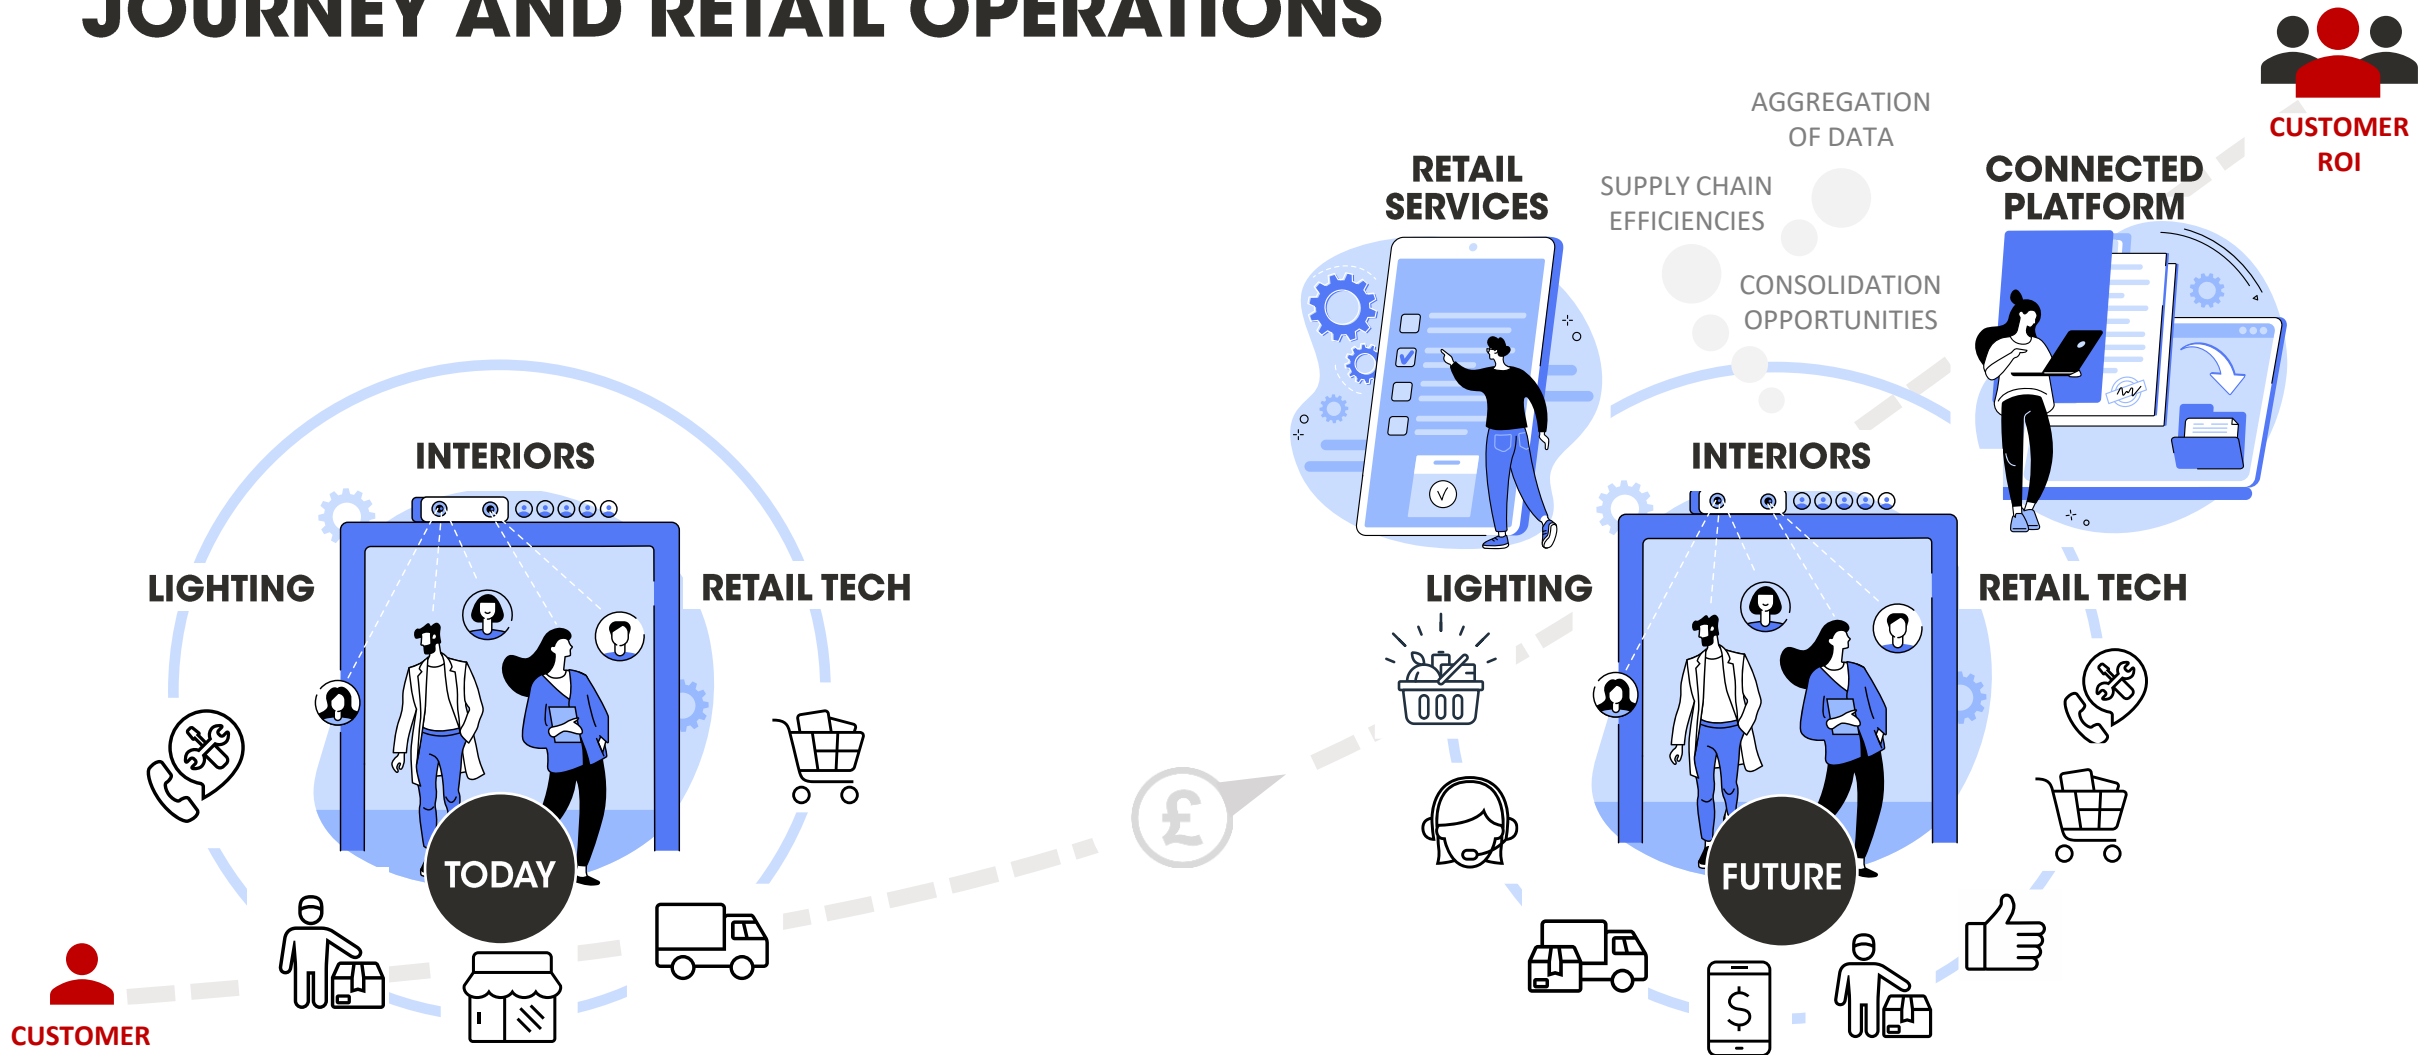 JOURNEY AND RETAIL OPERATIONS
CUSTOMER
ROI
AGGREGATION
OF DATA
RETAIL
SERVICES
SUPPLY CHAIN
EFFICIENCIES
CONNECTED
PLATFORM
CONSOLIDATION
OPPORTUNITIES
INTERIORS
LIGHTING
RETAIL TECH
TODAY
CUSTOMER
£
INTERIORS
LIGHTING
RETAIL TECH
FUTURE
$